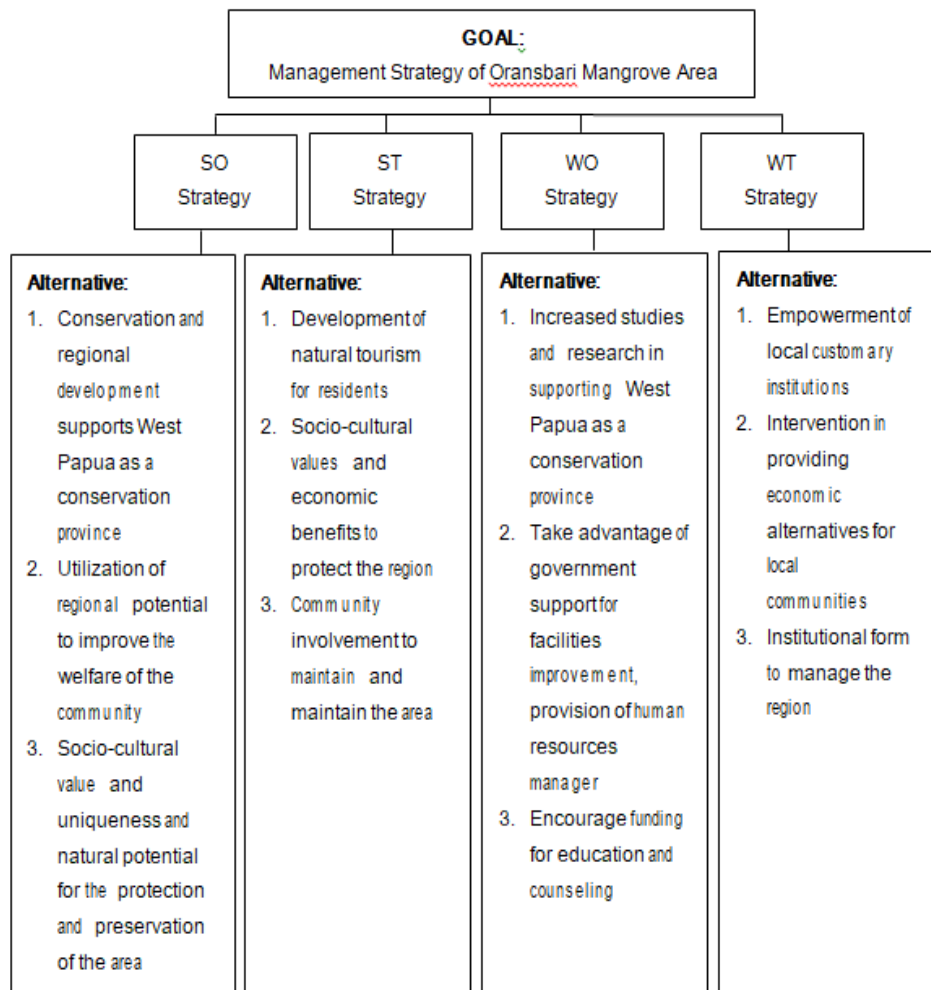 GOAL:
Management Strategy of Oransbari Mangrove Area
SO
Strategy
ST
Strategy
WO
Strategy
WT
Strategy
Alternative:
1. Conservation and
regional
development
supports West
Papua as a
conservation
province
2. Utilization of
regional potential
to improve the
welfare of the
community
3. Socio-cultural
value and
uniqueness and
natural potential
for the protection
and preservation
of the area
Alternative:
1. Development of
natural tourism
for residents
2. Socio-cultural
values and
economic
benefits to
protect the region
3. Community
involvement to
maintain and
maintain the area
Alternative:
1. Increased studies
and research in
supporting West
Papua as a
conservation
province
2. Take advantage of
government
support for
facilities
improvement,
provision of human
resources
manager
3. Encourage funding
for education and
counseling
Alternative:
1. Empowerment of
local customary
institutions
2. Intervention in
providing
economic
alternatives for
local
communities
3. Institutional form
to manage the
region